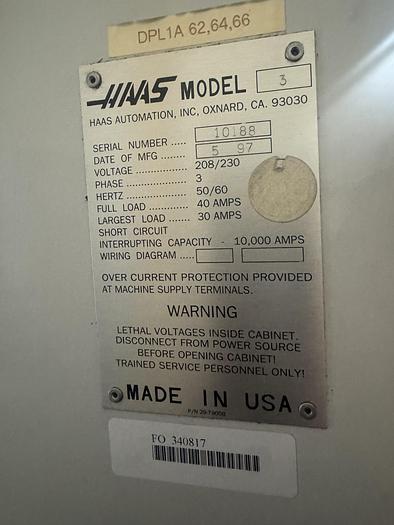 DPL1A 62,64,66
HAAS MODEL 3
HAAS AUTOMATION, INC, OXNARD, CA. 93030
SERIAL NUMBER ..... 10188
DATE OF MFG ....... 5 97
VOLTAGE ................ 208/230
PHASE .................... 3
HERTZ .................... 50/60
FULL LOAD ............. 40 AMPS
LARGEST LOAD ...... 30 AMPS
SHORT CIRCUIT
INTERRUPTING CAPACITY - 10,000 AMPS
WIRING DIAGRAM .....
OVER CURRENT PROTECTION PROVIDED
AT MACHINE SUPPLY TERMINALS.
WARNING
LETHAL VOLTAGES INSIDE CABINET.
DISCONNECT FROM POWER SOURCE
BEFORE OPENING CABINET!
TRAINED SERVICE PERSONNEL ONLY!
MADE IN USA
P/N
FO 340817